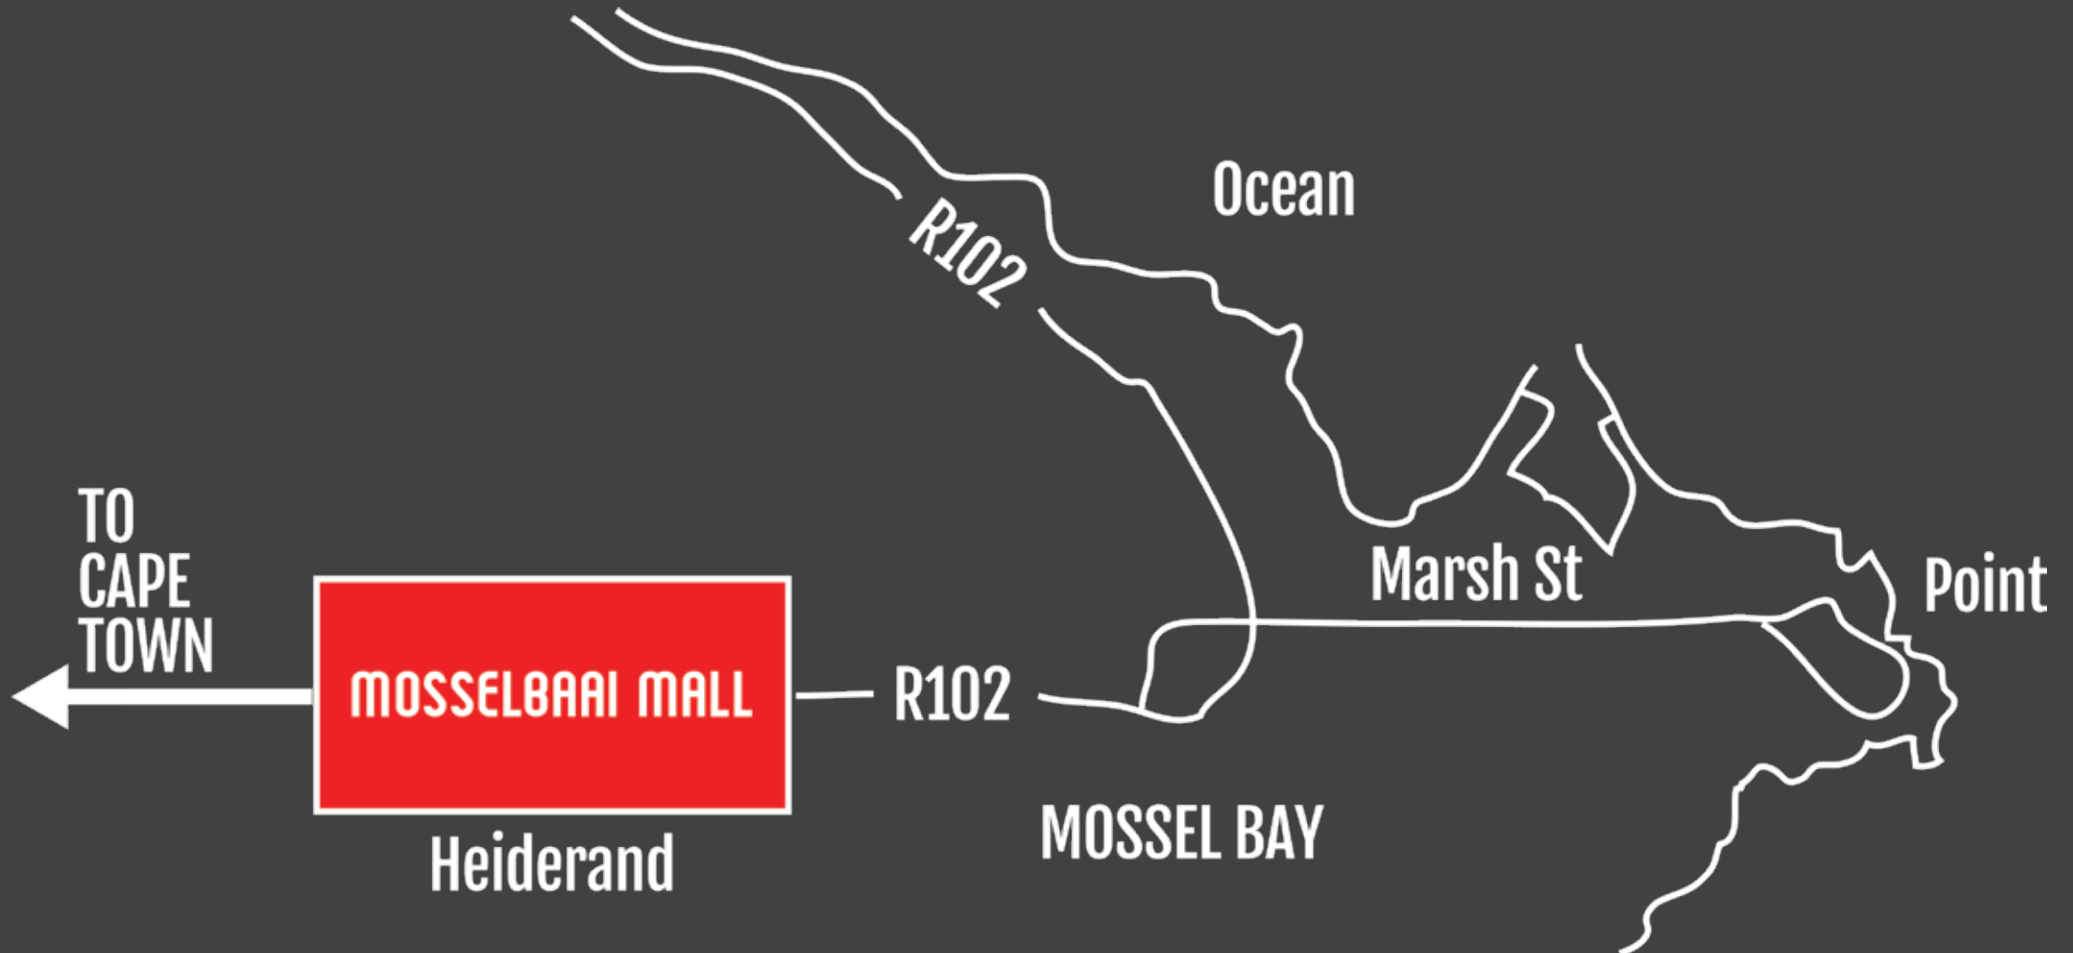 Ocean
R102
TO
CAPE
TOWN
Marsh St
Point
MOSSELBAAI MALL
R102
MOSSEL BAY
Heiderand